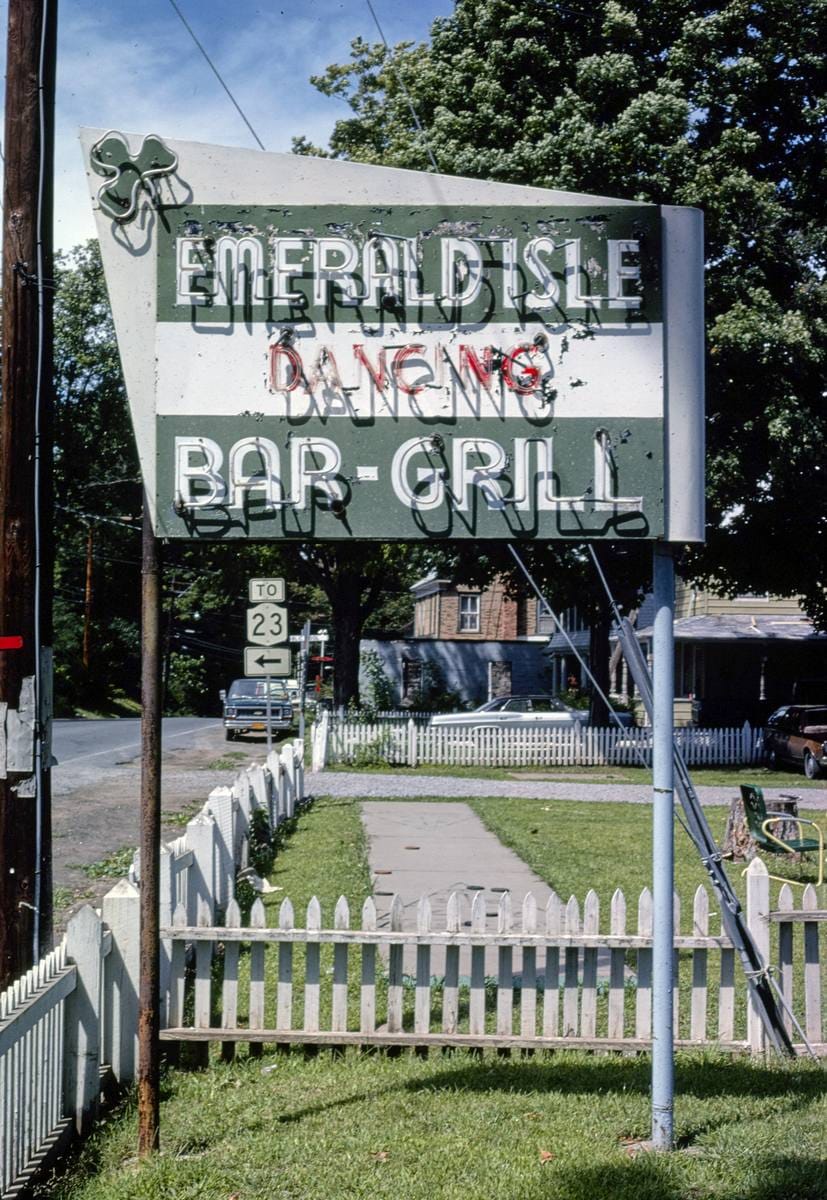 EMERALD ISLE
DANCING
BAR-GRILL
TO
23